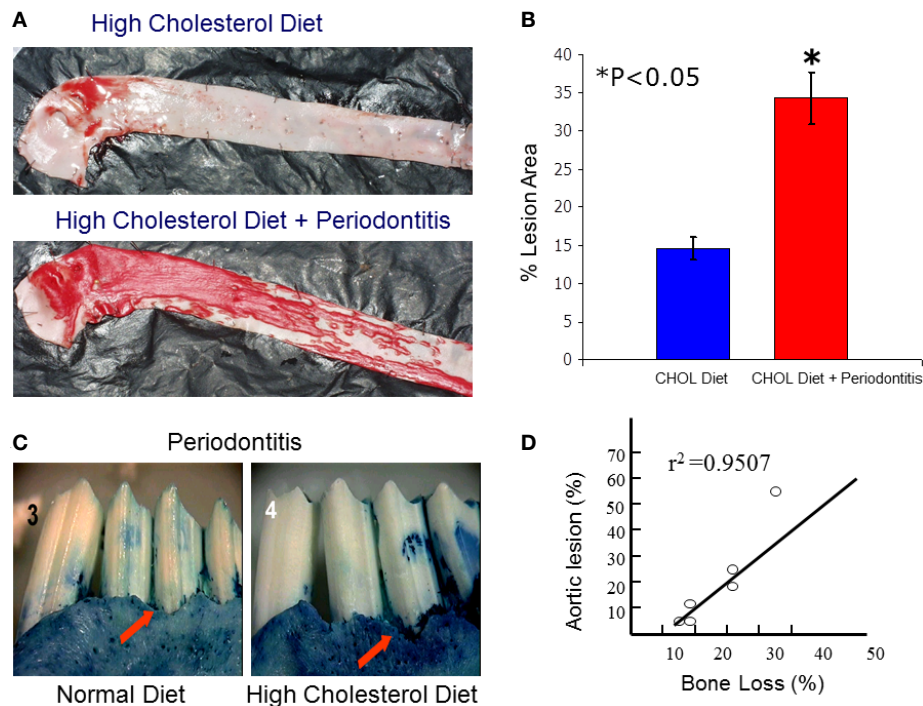 A
High Cholesterol Diet
High Cholesterol Diet + Periodontitis
B
40
35
30
25
20
15
10
5
0
% Lesion Area
*P<0.05
*
CHOL Diet
CHOL Diet + Periodontitis
C
Periodontitis
3
4
Normal Diet
High Cholesterol Diet
D
70
60
50
40
30
20
10
Aortic lesion (%)
r² =0.9507
10 20 30 40 50
Bone Loss (%)